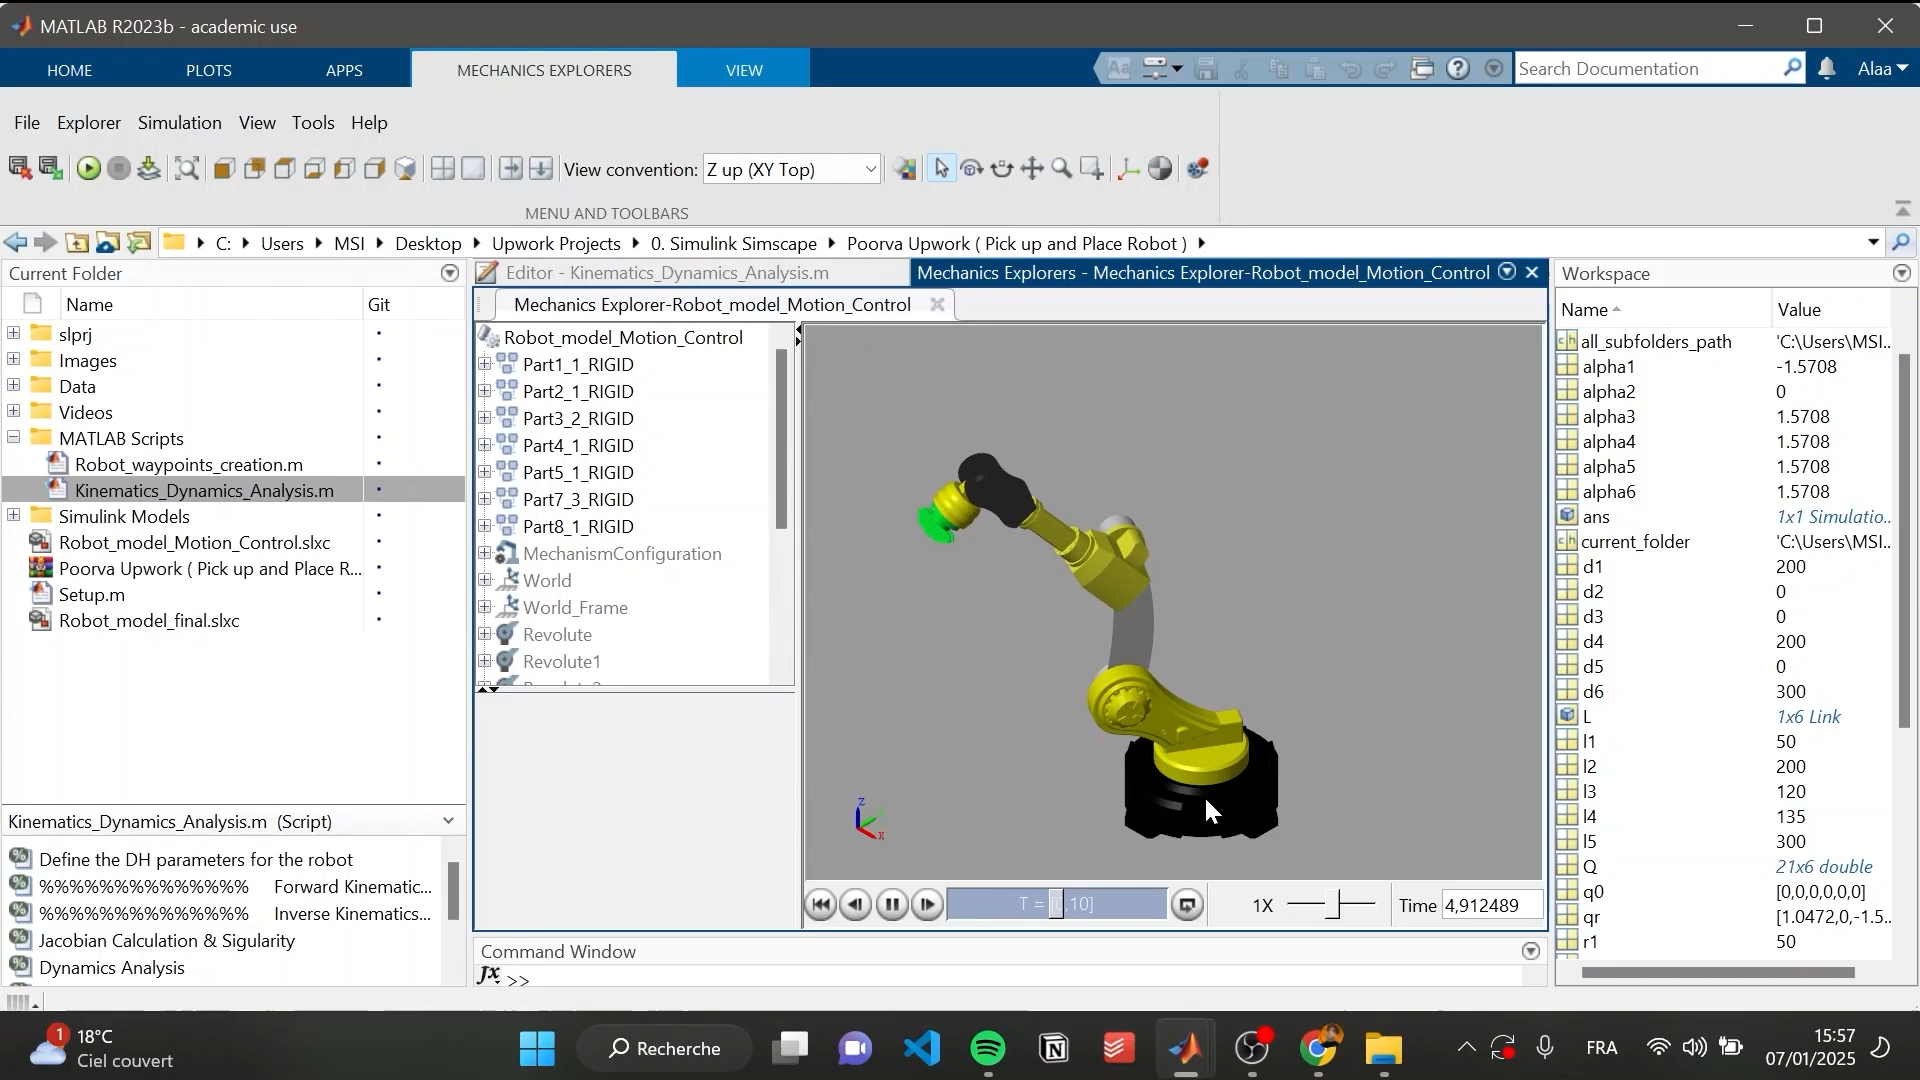 MATLAB R2023b - academic use
HOME
PLOTS
APPS
MECHANICS EXPLORERS
VIEW
Search Documentation
Alaa
File Explorer Simulation View Tools Help
View convention: Z up (XY Top)
MENU AND TOOLBARS
C: Users MSI Desktop Upwork Projects 0. Simulink Simscape Poorva Upwork ( Pick up and Place Robot )
Current Folder
Name Git
slprj
Images
Data
Videos
MATLAB Scripts
Robot_waypoints_creation.m
Kinematics_Dynamics_Analysis.m
Simulink Models
Robot_model_Motion_Control.slxc
Poorva Upwork ( Pick up and Place R...
Setup.m
Robot_model_final.slxc
Kinematics_Dynamics_Analysis.m (Script)
Define the DH parameters for the robot
%%%%%%%%%%%%%% Forward Kinematic...
%%%%%%%%%%%%%% Inverse Kinematics...
Jacobian Calculation & Sigularity
Dynamics Analysis
Editor - Kinematics_Dynamics_Analysis.m
Mechanics Explorers - Mechanics Explorer-Robot_model_Motion_Control
Mechanics Explorer-Robot_model_Motion_Control
Robot_model_Motion_Control
Part1_1_RIGID
Part2_1_RIGID
Part3_2_RIGID
Part4_1_RIGID
Part5_1_RIGID
Part7_3_RIGID
Part8_1_RIGID
MechanismConfiguration
World
World_Frame
Revolute
Revolute1
z
x
1X
Time 4,912489
Command Window
fx >>
Workspace
Name Value
all_subfolders_path 'C:\Users\MSI...
alpha1 -1.5708
alpha2 0
alpha3 1.5708
alpha4 1.5708
alpha5 1.5708
alpha6 1.5708
ans 1x1 Simulatio...
current_folder 'C:\Users\MSI...
d1 200
d2 0
d3 0
d4 200
d5 0
d6 300
L 1x6 Link
l1 50
l2 200
l3 120
l4 135
l5 300
Q 21x6 double
q0 [0,0,0,0,0,0]
qr [1.0472,0,-1.5...
r1 50
1
18°C
Ciel couvert
Recherche
FRA
15:57
07/01/2025